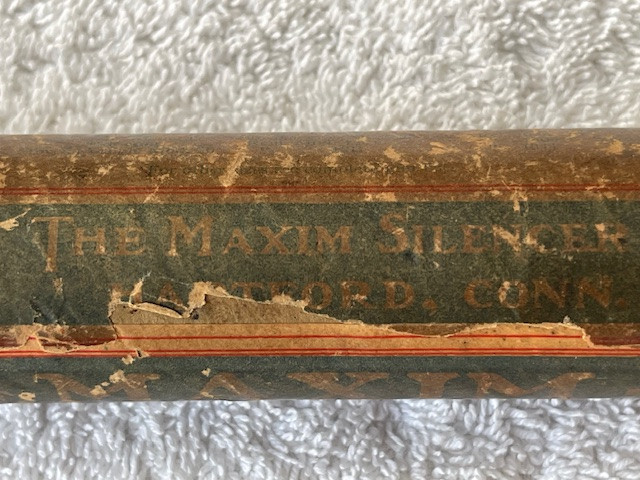 THE MAXIM SILENCER
HARTFORD, CONN.
MAXIM